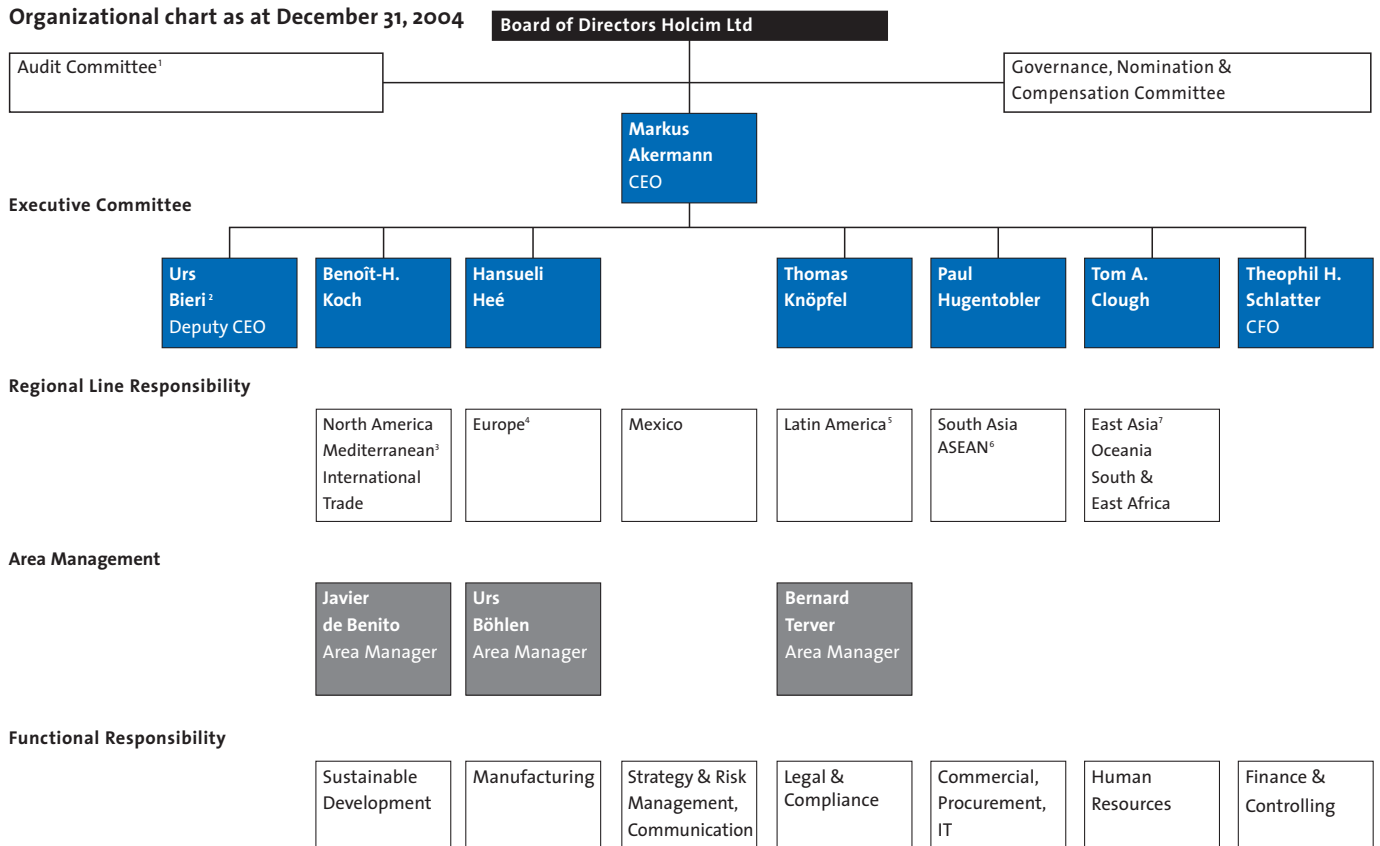 Organizational chart as at December 31, 2004
Board of Directors Holcim Ltd
Audit Committee¹
Governance, Nomination &
Compensation Committee
Markus
Akermann
CEO
Executive Committee
Urs
Bieri ²
Deputy CEO
Benoît-H.
Koch
Hansueli
Heé
Thomas
Knöpfel
Paul
Hugentobler
Tom A.
Clough
Theophil H.
Schlatter
CFO
Regional Line Responsibility
North America
Mediterranean³
International
Trade
Europe⁴
Mexico
Latin America⁵
South Asia
ASEAN⁶
East Asia⁷
Oceania
South &
East Africa
Area Management
Javier
de Benito
Area Manager
Urs
Böhlen
Area Manager
Bernard
Terver
Area Manager
Functional Responsibility
Sustainable
Development
Manufacturing
Strategy & Risk
Management,
Communication
Legal &
Compliance
Commercial,
Procurement,
IT
Human
Resources
Finance &
Controlling